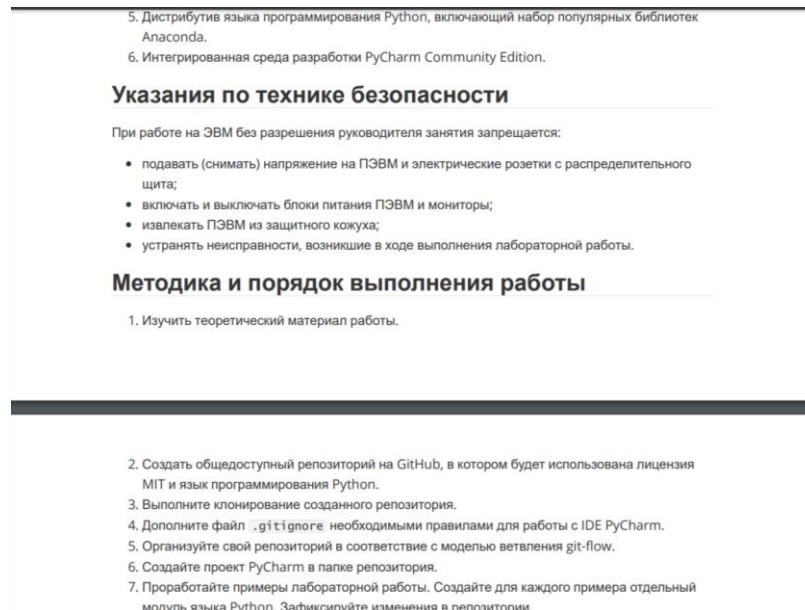 5. Дистрибутив языка программирования Python, включающий набор популярных библиотек
Anaconda.
6. Интегрированная среда разработки PyCharm Community Edition.
Указания по технике безопасности
При работе на ЭВМ без разрешения руководителя занятия запрещается:
• подавать (снимать) напряжение на ПЭВМ и электрические розетки с распределительного
щита;
• включать и выключать блоки питания ПЭВМ и мониторы;
• извлекать ПЭВМ из защитного кожуха;
• устранять неисправности, возникшие в ходе выполнения лабораторной работы.
Методика и порядок выполнения работы
1. Изучить теоретический материал работы.
2. Создать общедоступный репозиторий на GitHub, в котором будет использована лицензия
MIT и язык программирования Python.
3. Выполните клонирование созданного репозитория.
4. Дополните файл .gitignore необходимыми правилами для работы с IDE PyCharm.
5. Организуйте свой репозиторий в соответствие с моделью ветвления git-flow.
6. Создайте проект PyCharm в папке репозитория.
7. Проработайте примеры лабораторной работы. Создайте для каждого примера отдельный
модуль языка Python. Зафиксируйте изменения в репозитории.